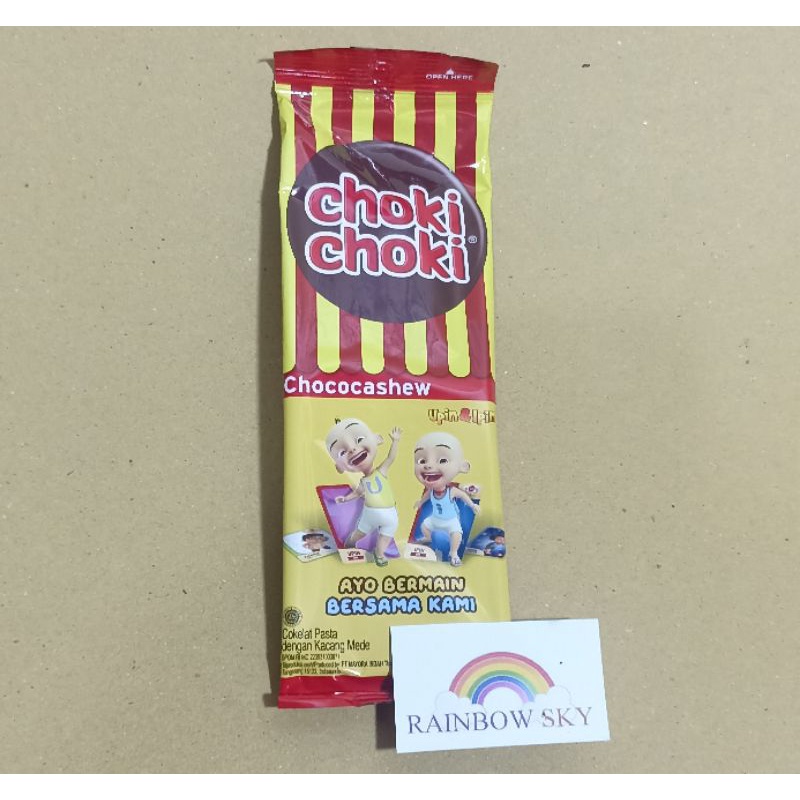 OPEN HERE
choki
choki®
Chococashew
Upin & Ipin
U
AYO BERMAIN
BERSAMA KAMI
Cokelat Pasta
dengan Kacang Mede
RAINBOW SKY